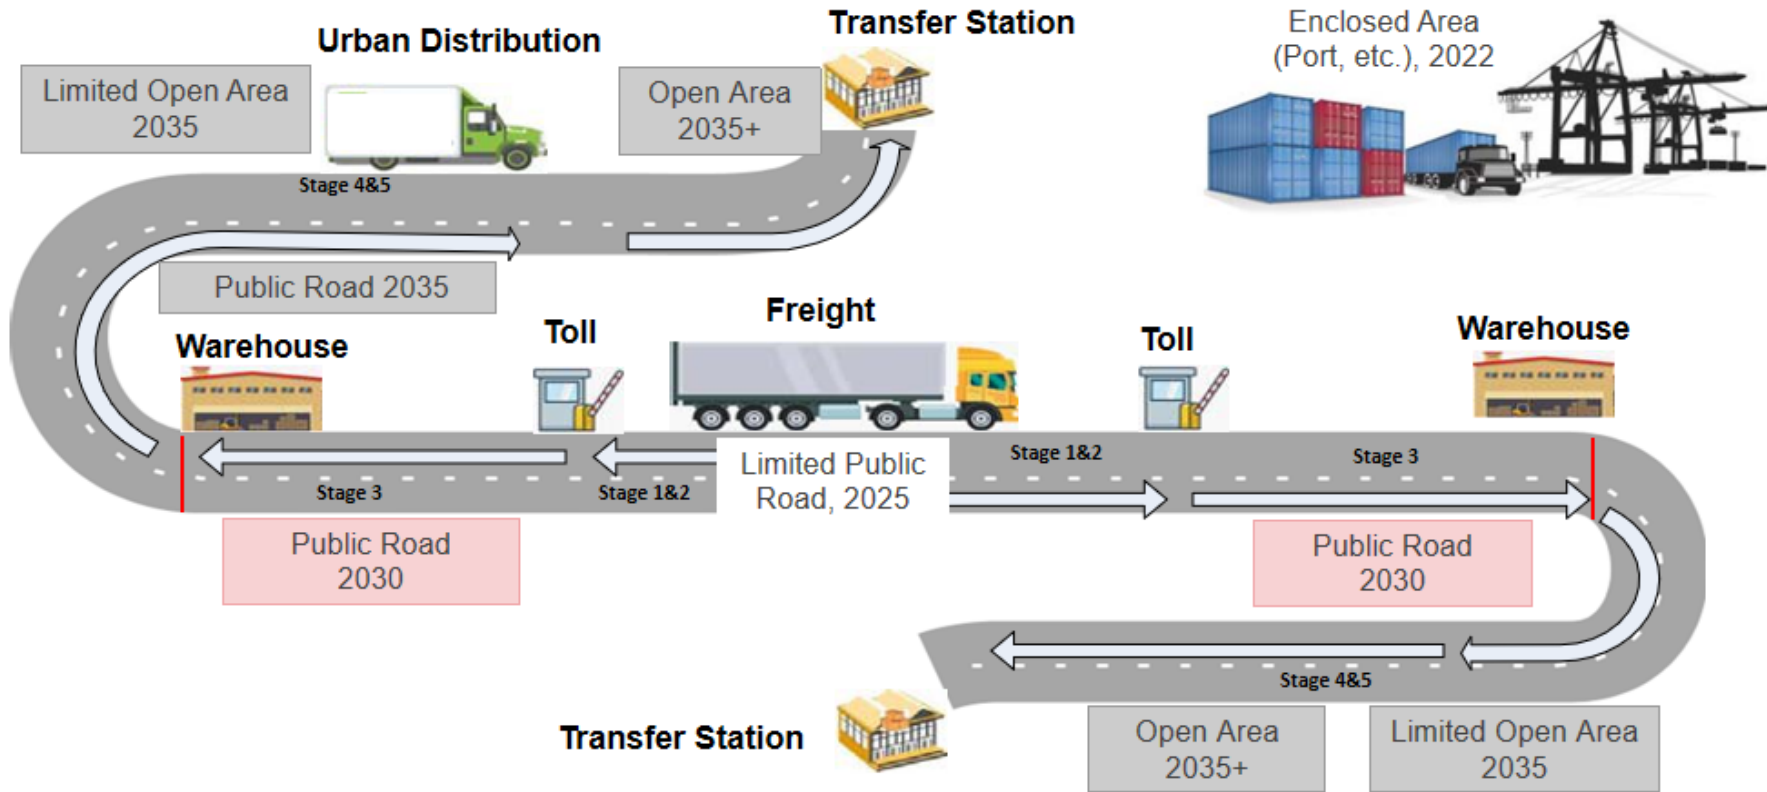 Transfer Station
Enclosed Area
(Port, etc.), 2022
Urban Distribution
Limited Open Area
2035
Open Area
2035+
Stage 4&5
Public Road 2035
Freight
Toll
Toll
Warehouse
Warehouse
Stage 1&2
Stage 3
Limited Public
Road, 2025
Stage 3
Stage 1&2
Public Road
2030
Public Road
2030
Stage 4&5
Transfer Station
Open Area
2035+
Limited Open Area
2035